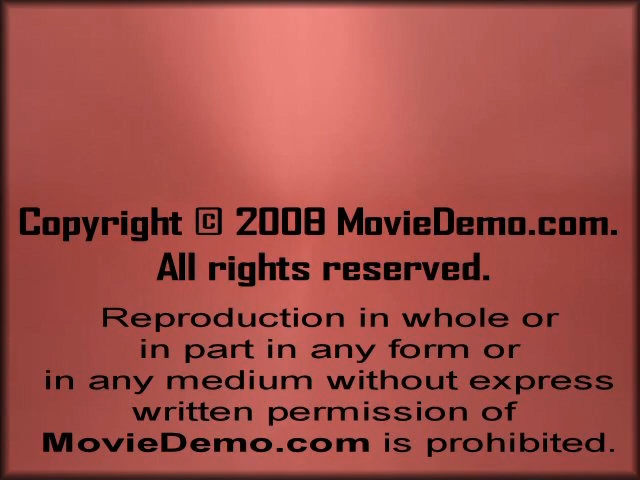 Copyright © 2008 MovieDemo.com.
All rights reserved.
Reproduction in whole or
in part in any form or
in any medium without express
written permission of
MovieDemo.com is prohibited.